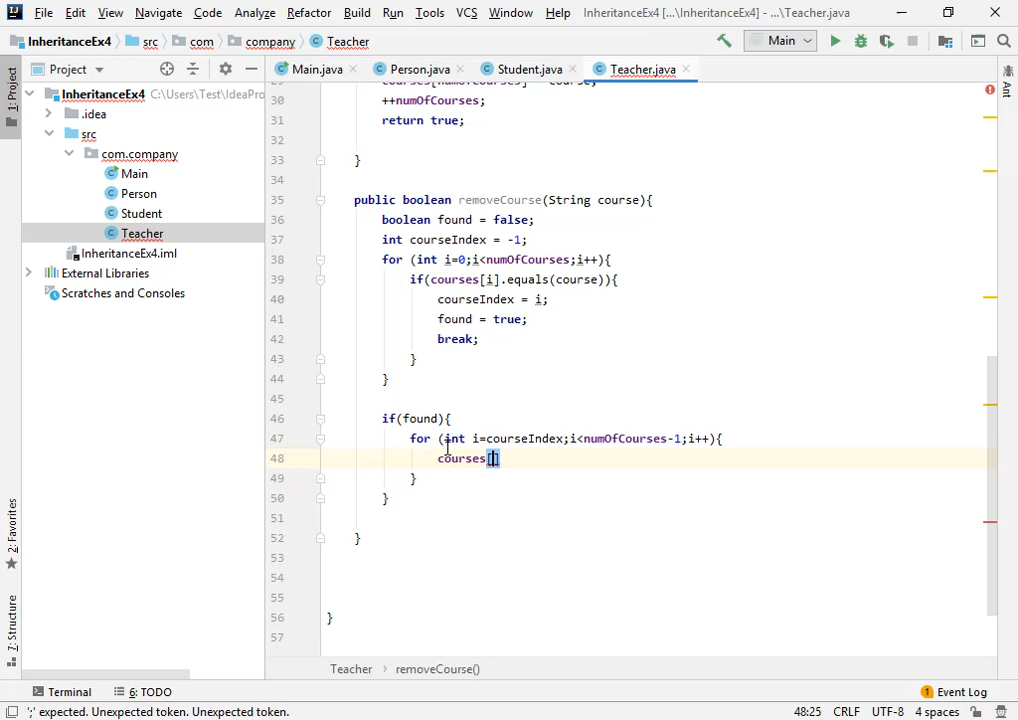 File Edit View Navigate Code Analyze Refactor Build Run Tools VCS Window Help InheritanceEx4 [...\InheritanceEx4] - ...\Teacher.java
InheritanceEx4 src com company Teacher Main
Project Main.java Person.java Student.java Teacher.java
1: Project
Ant
2: Favorites
7: Structure
InheritanceEx4 C:\Users\Test\IdeaPro
.idea
src
com.company
Main
Person
Student
Teacher
InheritanceEx4.iml
External Libraries
Scratches and Consoles
30 ++numOfCourses;
31 return true;
32
33 }
34
35 public boolean removeCourse(String course){
36 boolean found = false;
37 int courseIndex = -1;
38 for (int i=0;i<numOfCourses;i++){
39 if(courses[i].equals(course)){
40 courseIndex = i;
41 found = true;
42 break;
43 }
44 }
45
46 if(found){
47 for (int i=courseIndex;i<numOfCourses-1;i++){
48 courses[]
49 }
50 }
51
52 }
53
54
55
56 }
57
Teacher › removeCourse()
Terminal 6: TODO 1 Event Log
';' expected. Unexpected token. Unexpected token. 48:25 CRLF UTF-8 4 spaces